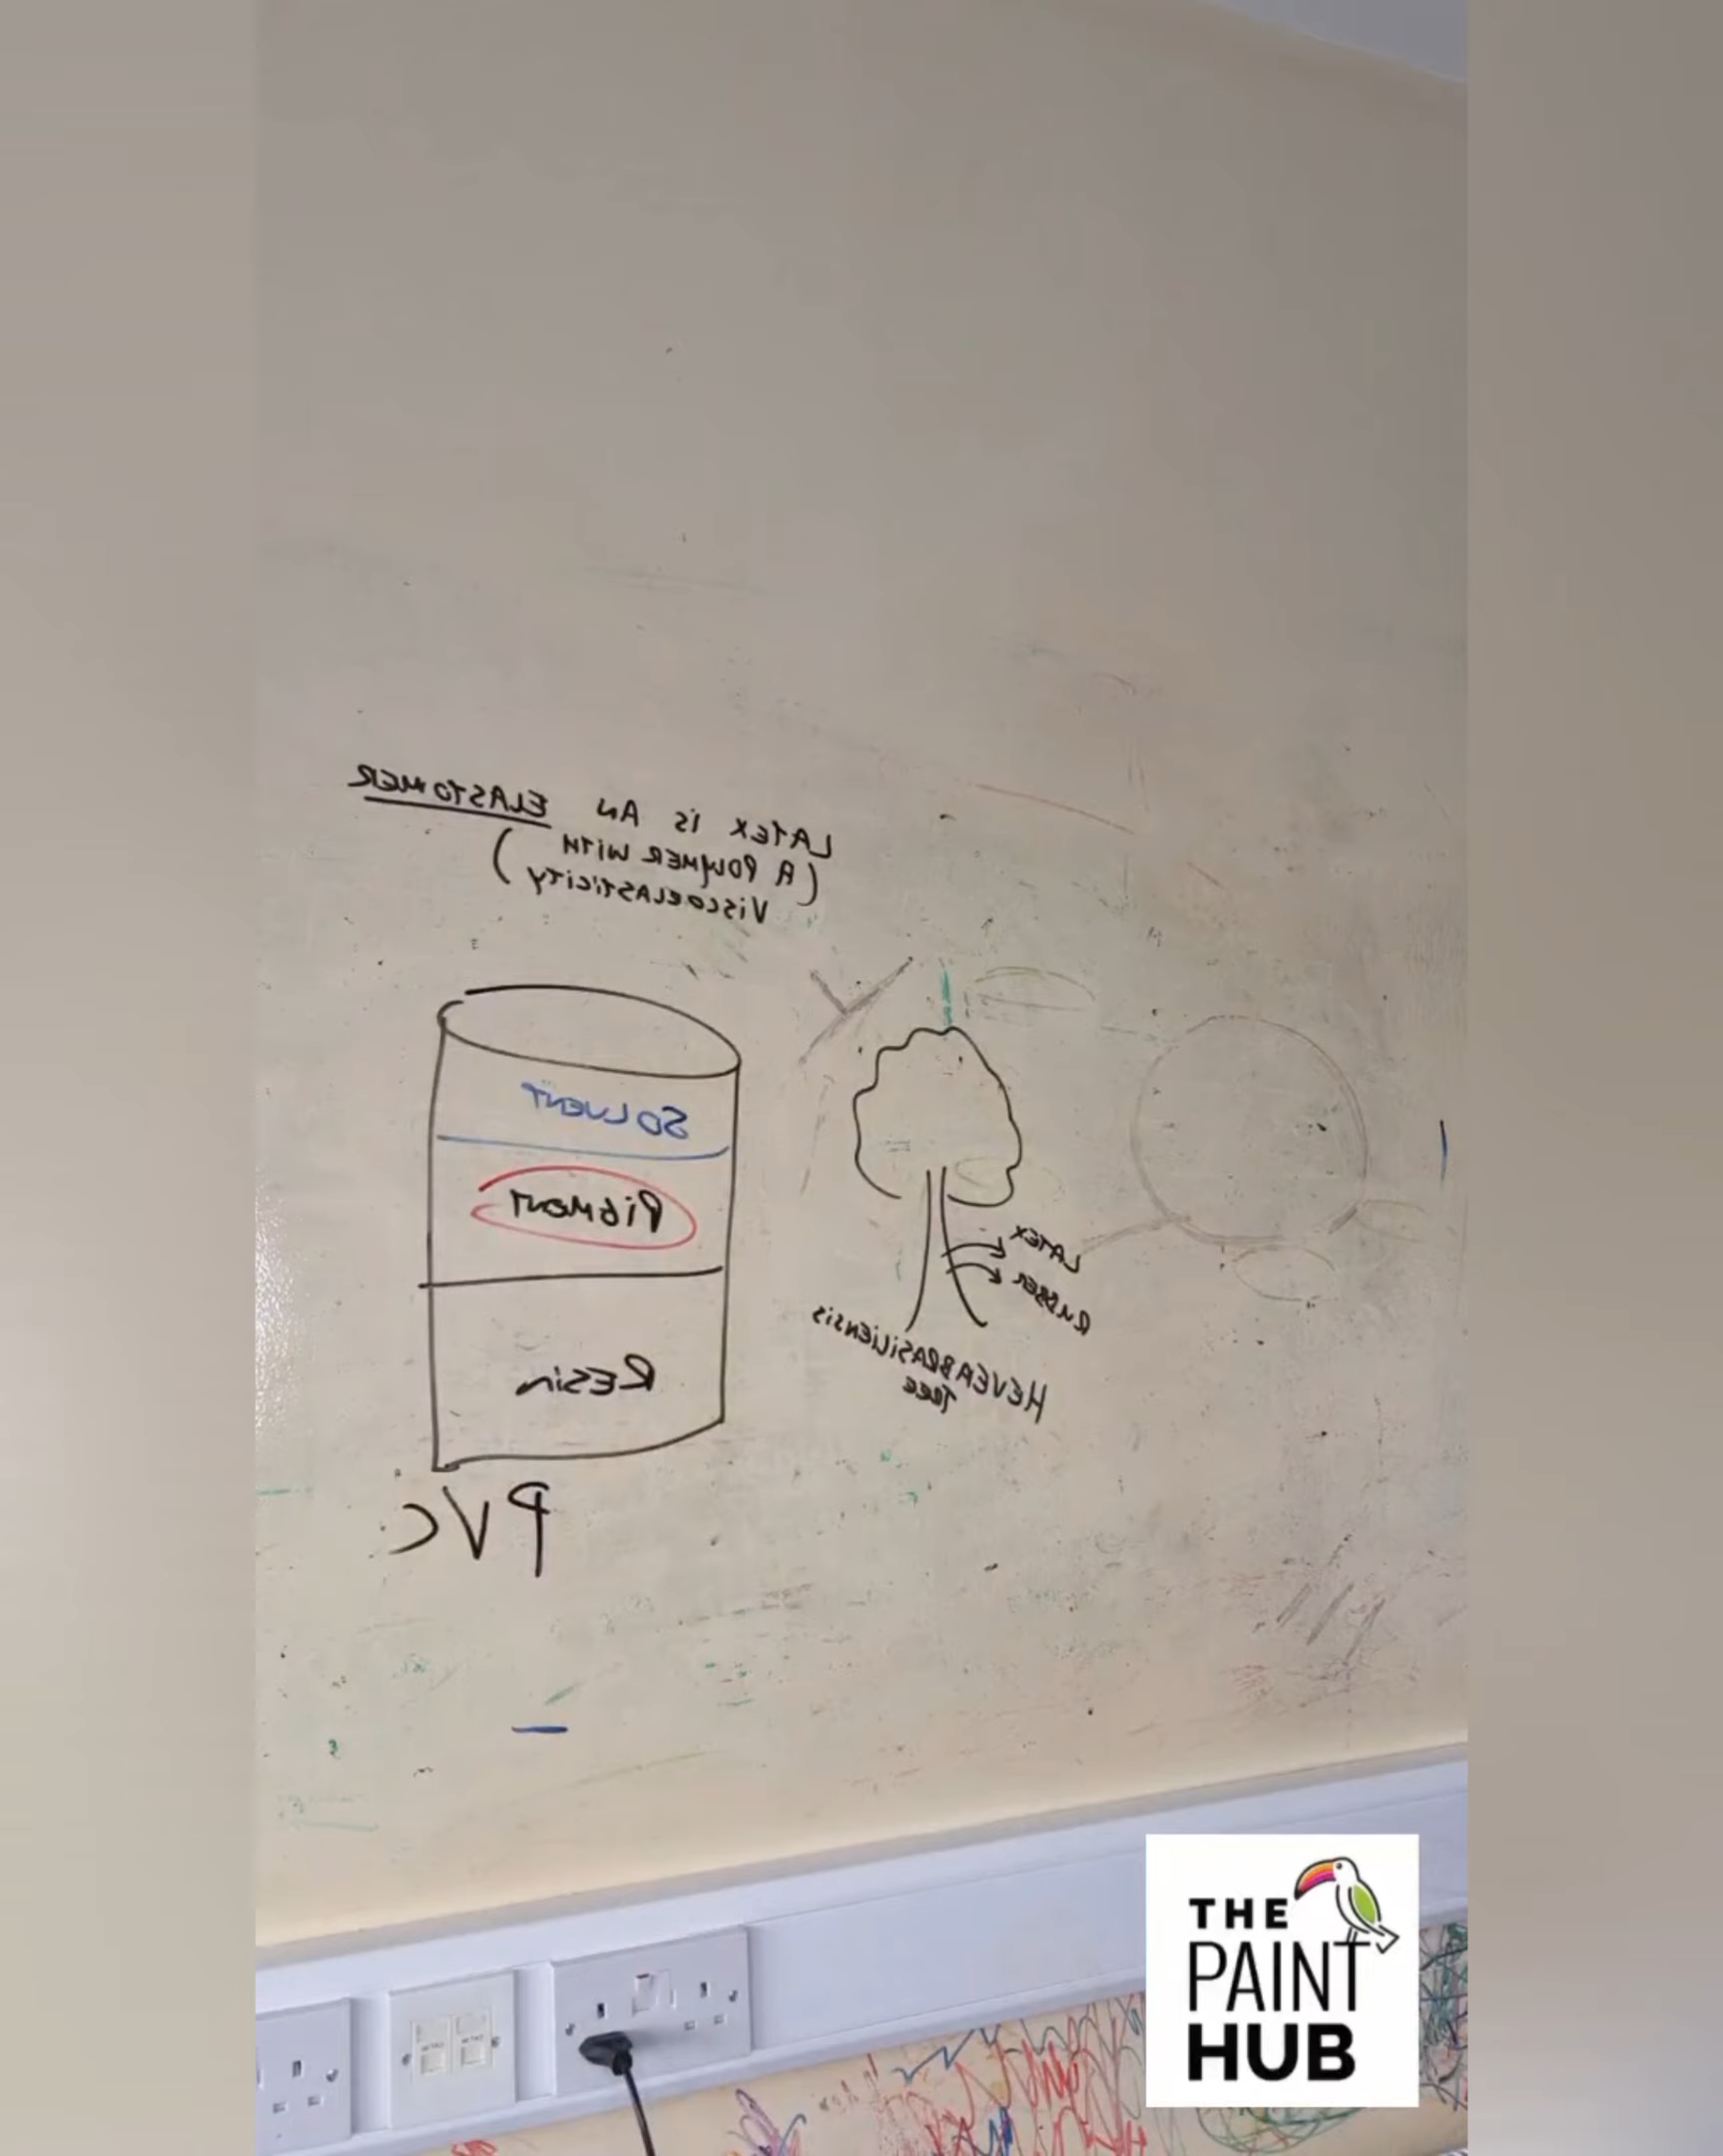 LATEX IS AN ELASTOMER
(A POLYMER WITH
VISCOELASTICITY)
SOLVENT
PIGMENT
RESIN
PVC
LATEX
RUBBER
HEVEABRASILIENSIS
TREE
THE
PAINT
HUB